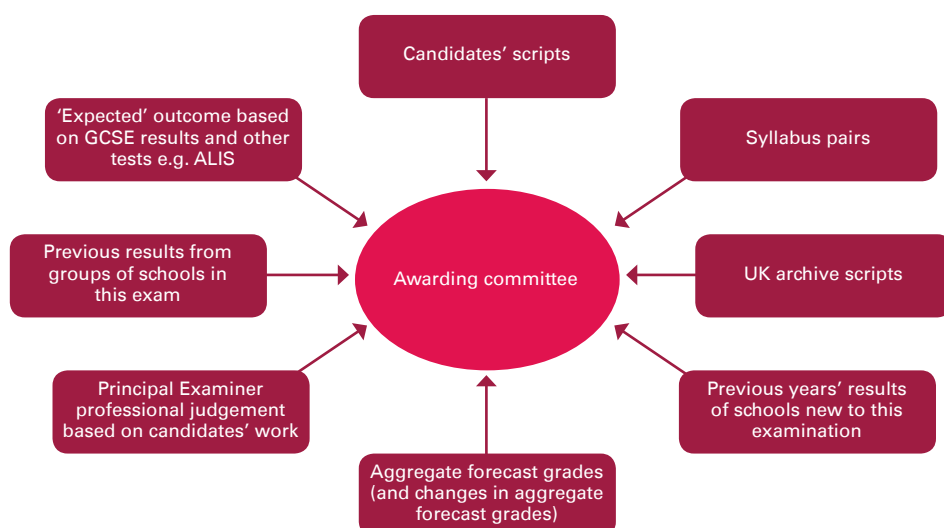 Candidates’ scripts
‘Expected’ outcome based
on GCSE results and other
tests e.g. ALIS
Syllabus pairs
Previous results from
groups of schools in
this exam
Awarding committee
UK archive scripts
Principal Examiner
professional judgement
based on candidates’ work
Previous years’ results
of schools new to this
examination
Aggregate forecast grades
(and changes in aggregate
forecast grades)